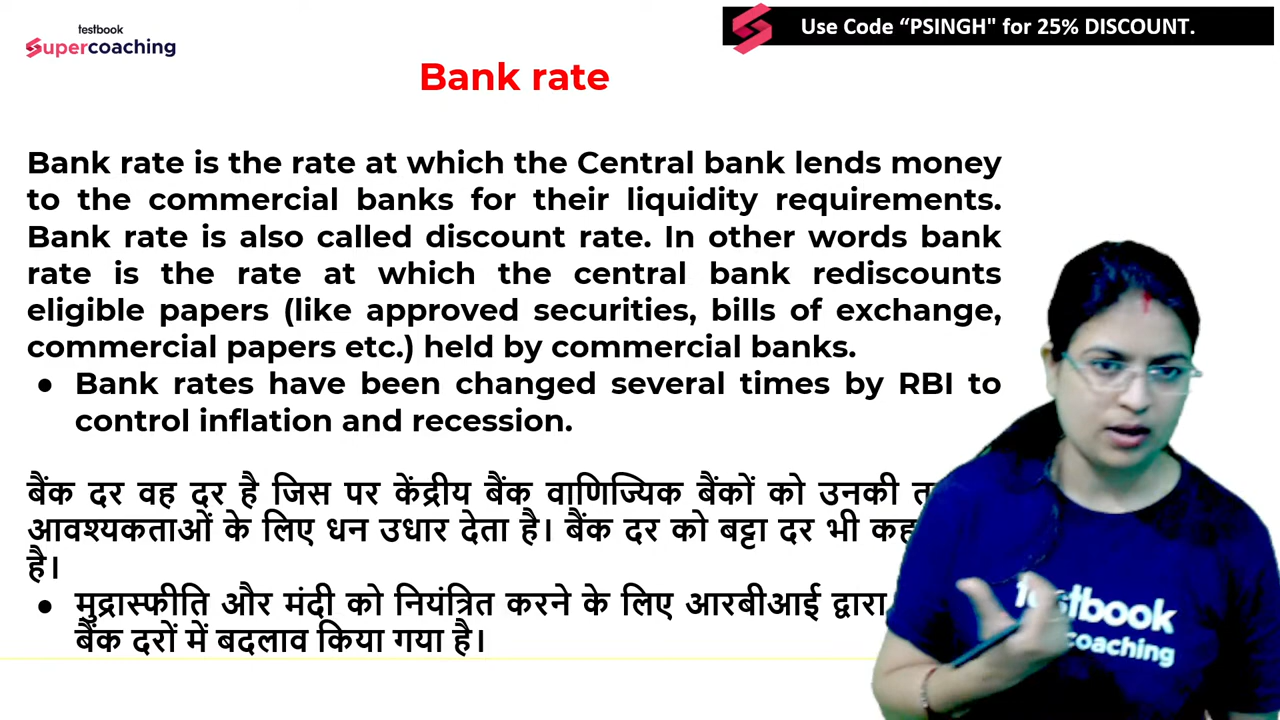 testbook
Supercoaching
Use Code “PSINGH" for 25% DISCOUNT.
Bank rate
Bank rate is the rate at which the Central bank lends money
to the commercial banks for their liquidity requirements.
Bank rate is also called discount rate. In other words bank
rate is the rate at which the central bank rediscounts
eligible papers (like approved securities, bills of exchange,
commercial papers etc.) held by commercial banks.
● Bank rates have been changed several times by RBI to
control inflation and recession.
बैंक दर वह दर है जिस पर केंद्रीय बैंक वाणिज्यिक बैंकों को उनकी
आवश्यकताओं के लिए धन उधार देता है। बैंक दर को बट्टा दर भी
है।
● मुद्रास्फीति और मंदी को नियंत्रित करने के लिए आरबीआई द्वारा
बैंक दरों में बदलाव किया गया है।
testbook
coaching